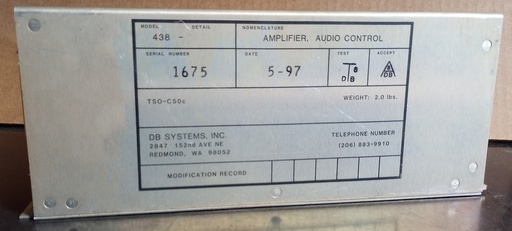 MODEL DETAIL NOMENCLATURE
438 - AMPLIFIER, AUDIO CONTROL
SERIAL NUMBER DATE TEST ACCEPT
1675 5-97
DB DB
TSO-C50c WEIGHT: 2.0 lbs.
DB SYSTEMS, INC. TELEPHONE NUMBER
2847 152nd AVE NE (206) 883-9910
REDMOND, WA 98052
MODIFICATION RECORD